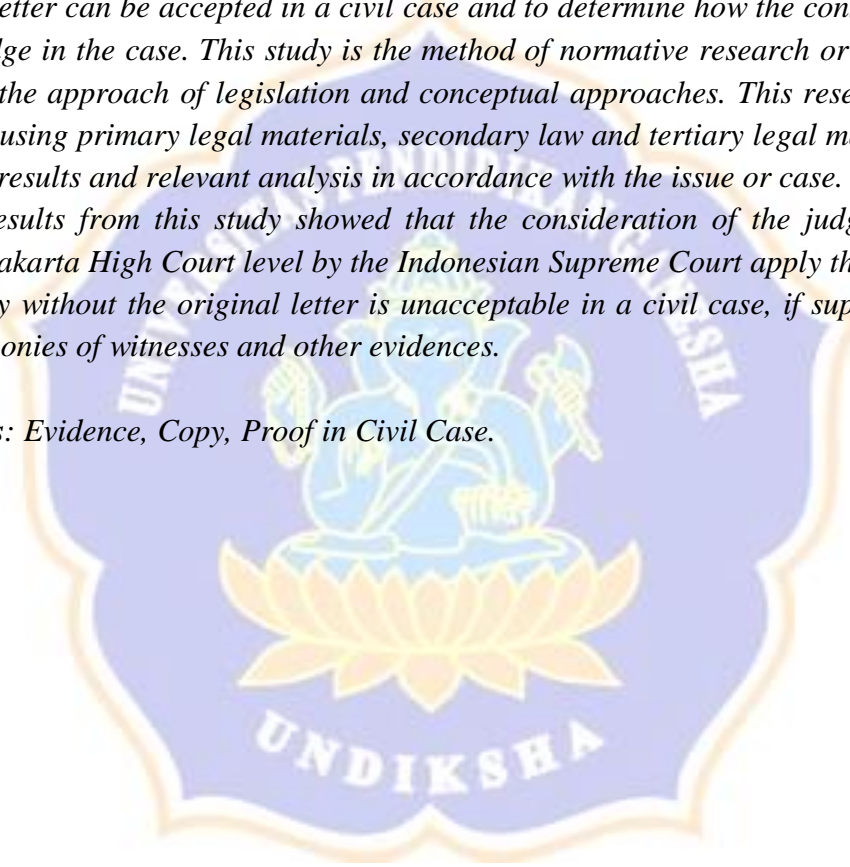 etter can be accepted in a civil case and to determine how the con
lge in the case. This study is the method of normative research or
the approach of legislation and conceptual approaches. This rese
using primary legal materials, secondary law and tertiary legal m
results and relevant analysis in accordance with the issue or case.
esults from this study showed that the consideration of the judg
akarta High Court level by the Indonesian Supreme Court apply th
y without the original letter is unacceptable in a civil case, if sup
onies of witnesses and other evidences.
s: Evidence, Copy, Proof in Civil Case.
UNIVERSITAS PENDIDIKAN GANESHA
UNDIKSHA